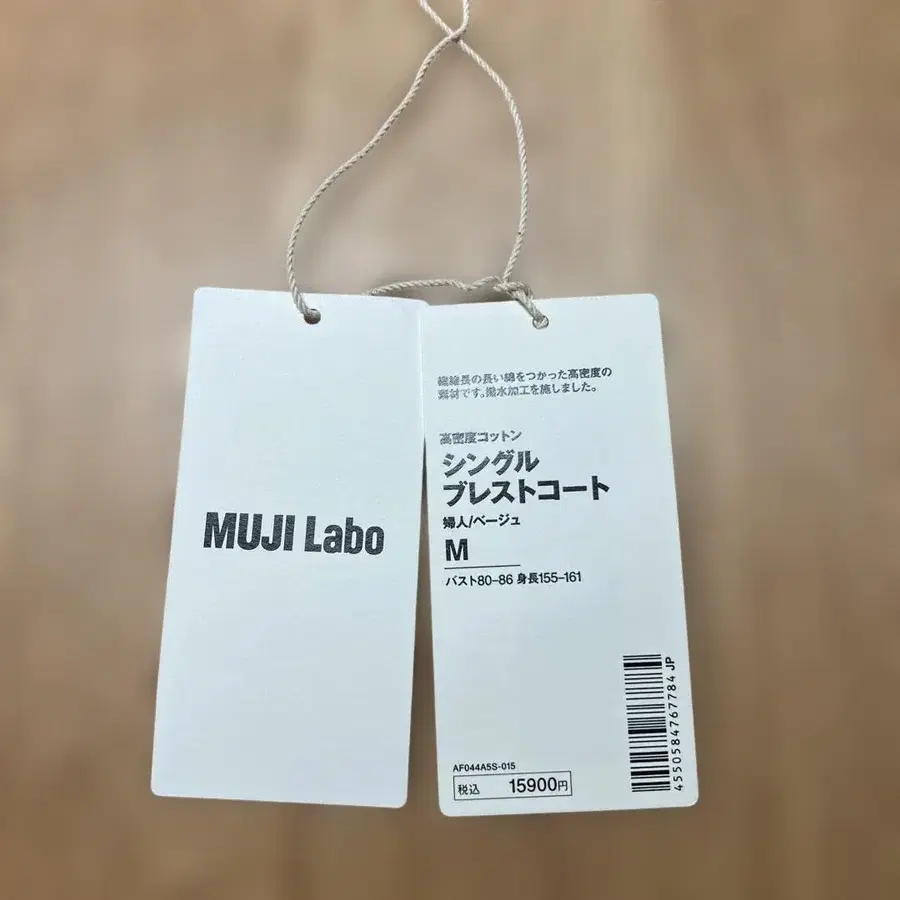 MUJI Labo
繊維長の長い綿をつかった高密度の
素材です。撥水加工を施しました。
高密度コットン
シングル
ブレストコート
婦人/ベージュ
M
バスト80-86 身長155-161
4550584767784 JP
AF044A5S-015
税込 15900円